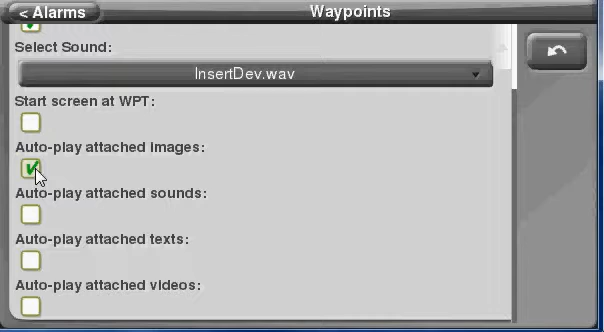 < Alarms
Waypoints
Select Sound:
InsertDev.wav
Start screen at WPT:
Auto-play attached images:
Auto-play attached sounds:
Auto-play attached texts:
Auto-play attached videos: